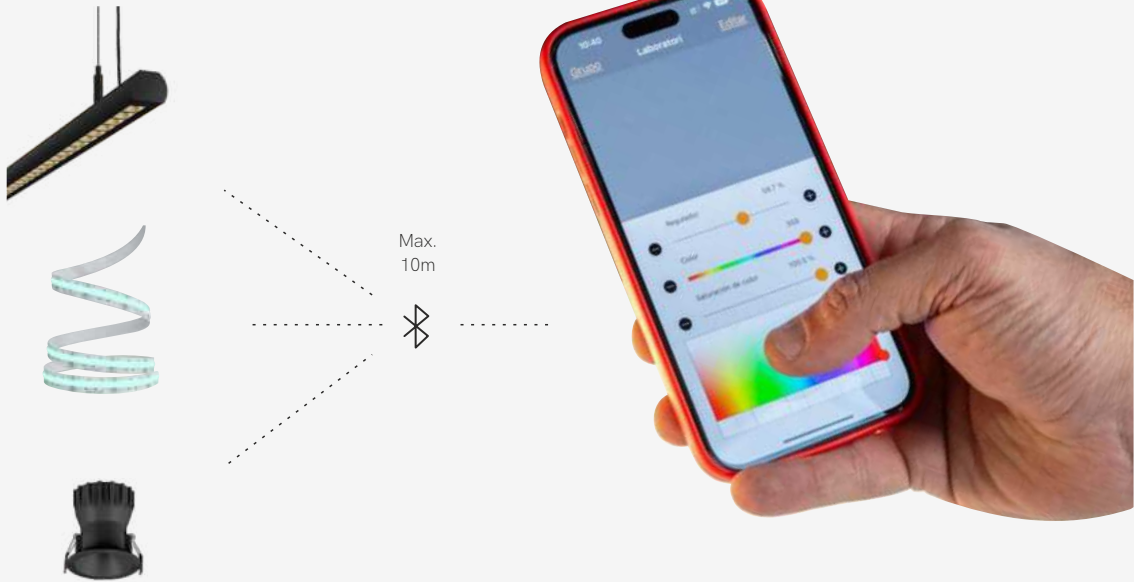 Max.
10m
10:40
Laboratori
Editar
Grupo
Regulador
Color
Saturación de color